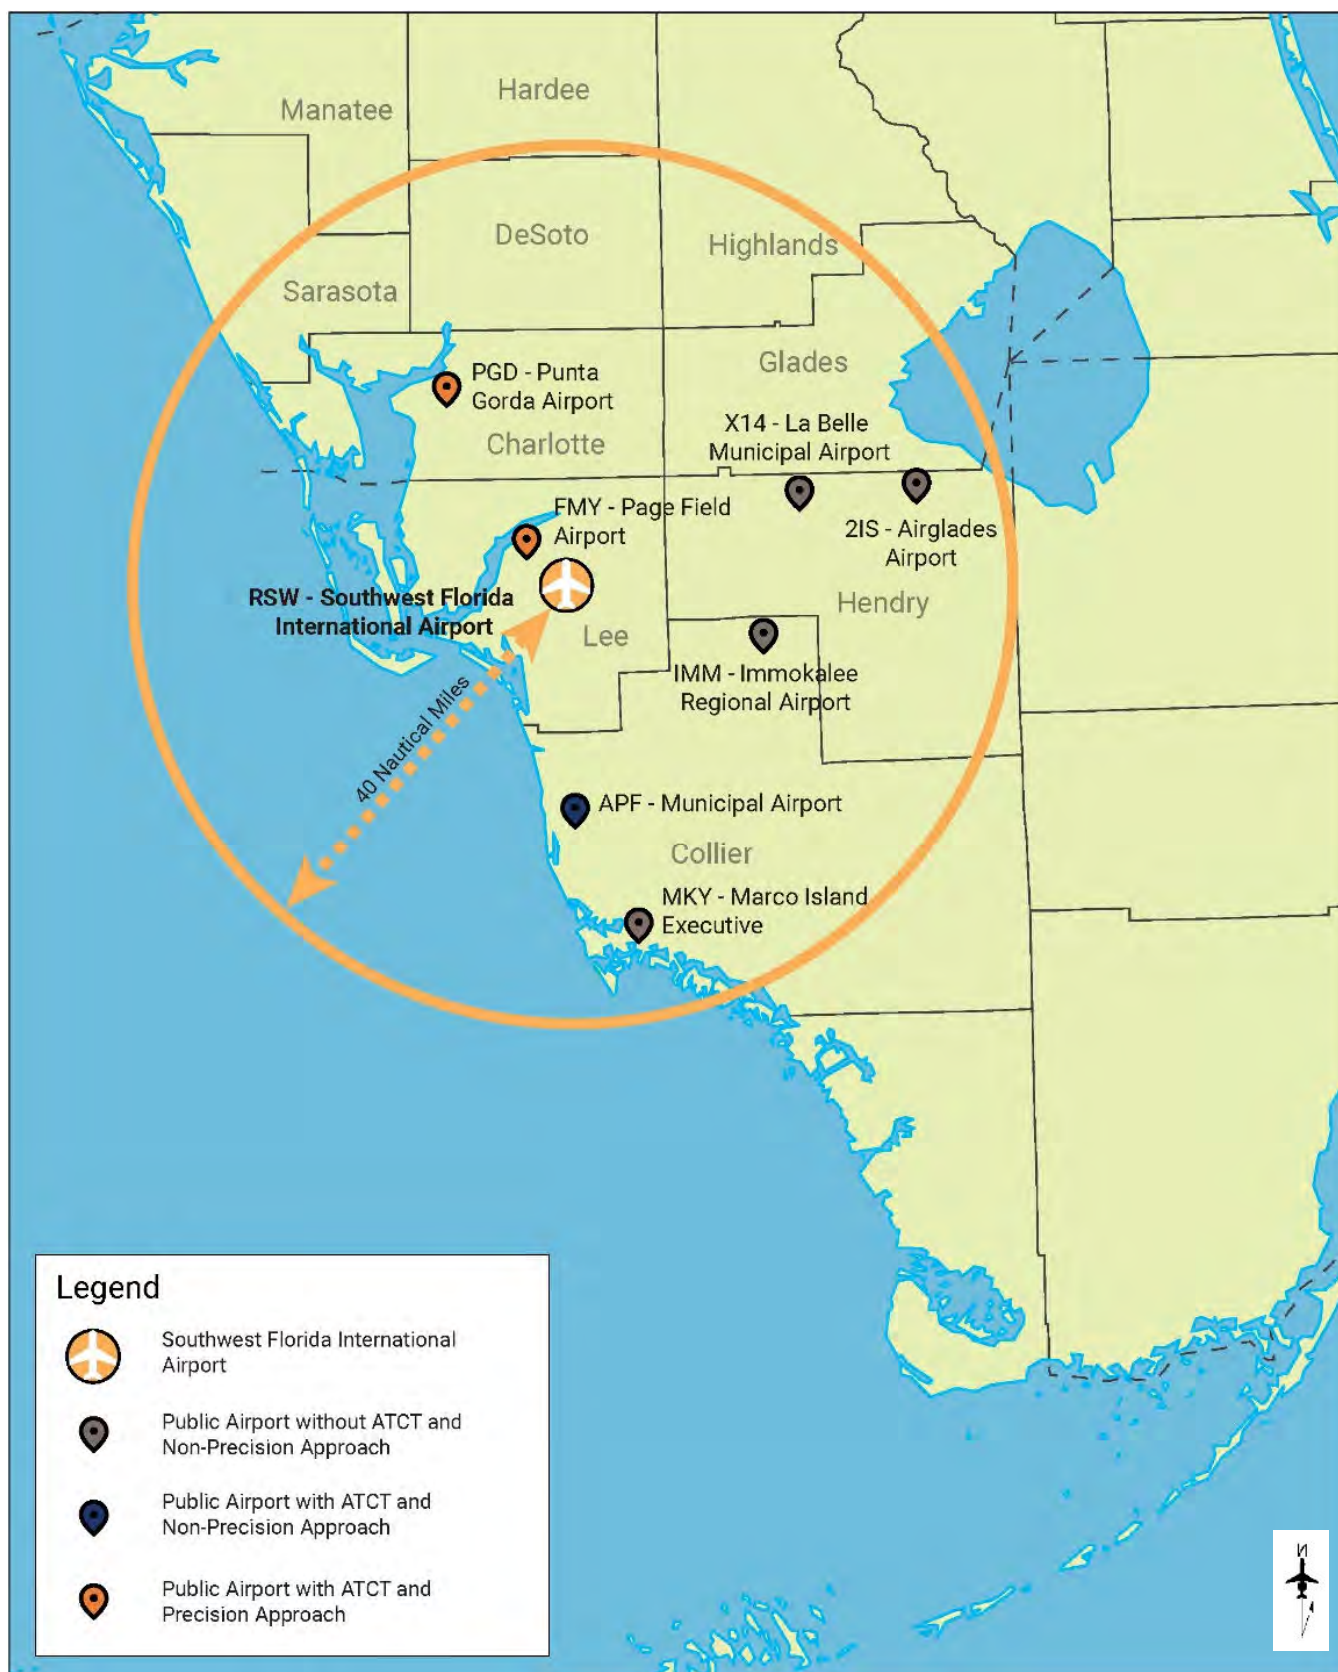 Hardee
Manatee
DeSoto
Highlands
Sarasota
Glades
PGD - Punta
Gorda Airport
X14 - La Belle
Municipal Airport
Charlotte
FMY - Page Field
Airport
2IS - Airglades
Airport
RSW - Southwest Florida
International Airport
Hendry
Lee
IMM - Immokalee
Regional Airport
40 Nautical Miles
APF - Municipal Airport
Collier
MKY - Marco Island
Executive
Legend
Southwest Florida International
Airport
Public Airport without ATCT and
Non-Precision Approach
Public Airport with ATCT and
Non-Precision Approach
Public Airport with ATCT and
Precision Approach
N